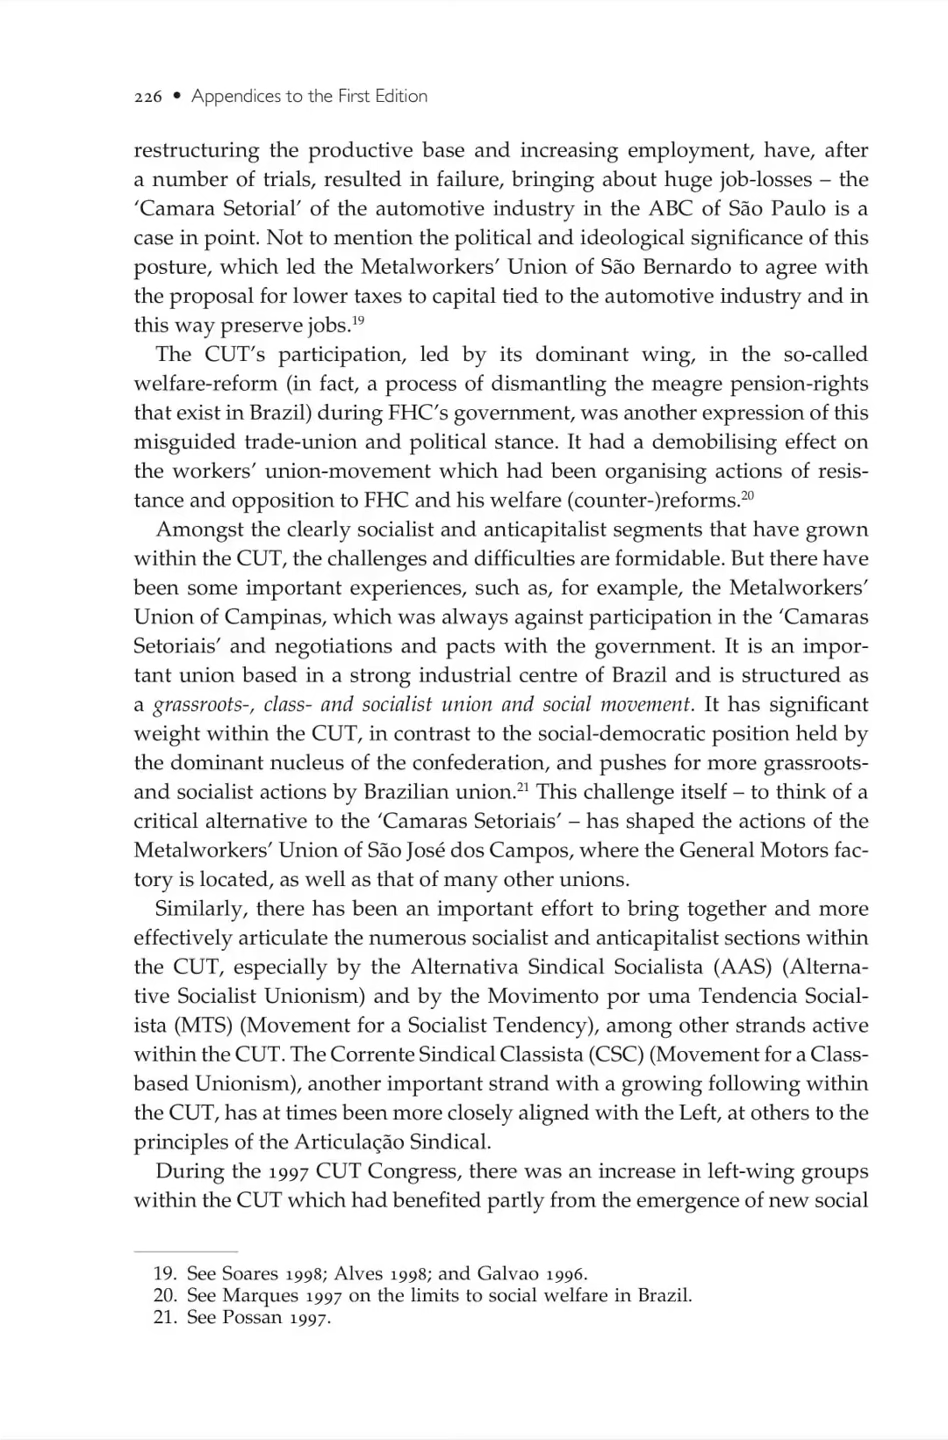 226 • Appendices to the First Edition
restructuring the productive base and increasing employment, have, after
a number of trials, resulted in failure, bringing about huge job-losses – the
‘Camara Setorial’ of the automotive industry in the ABC of São Paulo is a
case in point. Not to mention the political and ideological significance of this
posture, which led the Metalworkers’ Union of São Bernardo to agree with
the proposal for lower taxes to capital tied to the automotive industry and in
this way preserve jobs.19
The CUT’s participation, led by its dominant wing, in the so-called
welfare-reform (in fact, a process of dismantling the meagre pension-rights
that exist in Brazil) during FHC’s government, was another expression of this
misguided trade-union and political stance. It had a demobilising effect on
the workers’ union-movement which had been organising actions of resis-
tance and opposition to FHC and his welfare (counter-)reforms.20
Amongst the clearly socialist and anticapitalist segments that have grown
within the CUT, the challenges and difficulties are formidable. But there have
been some important experiences, such as, for example, the Metalworkers’
Union of Campinas, which was always against participation in the ‘Camaras
Setoriais’ and negotiations and pacts with the government. It is an impor-
tant union based in a strong industrial centre of Brazil and is structured as
a grassroots-, class- and socialist union and social movement. It has significant
weight within the CUT, in contrast to the social-democratic position held by
the dominant nucleus of the confederation, and pushes for more grassroots-
and socialist actions by Brazilian union.21 This challenge itself – to think of a
critical alternative to the ‘Camaras Setoriais’ – has shaped the actions of the
Metalworkers’ Union of São José dos Campos, where the General Motors fac-
tory is located, as well as that of many other unions.
Similarly, there has been an important effort to bring together and more
effectively articulate the numerous socialist and anticapitalist sections within
the CUT, especially by the Alternativa Sindical Socialista (AAS) (Alterna-
tive Socialist Unionism) and by the Movimento por uma Tendencia Social-
ista (MTS) (Movement for a Socialist Tendency), among other strands active
within the CUT. The Corrente Sindical Classista (CSC) (Movement for a Class-
based Unionism), another important strand with a growing following within
the CUT, has at times been more closely aligned with the Left, at others to the
principles of the Articulação Sindical.
During the 1997 CUT Congress, there was an increase in left-wing groups
within the CUT which had benefited partly from the emergence of new social
19. See Soares 1998; Alves 1998; and Galvao 1996.
20. See Marques 1997 on the limits to social welfare in Brazil.
21. See Possan 1997.